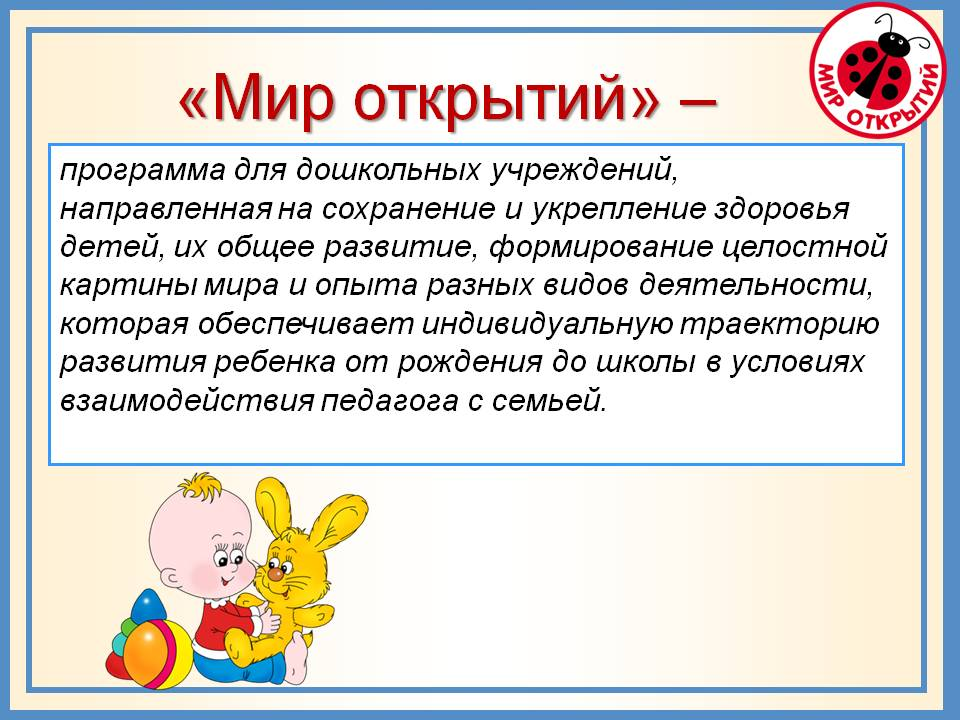 «Мир открытий» –
МИР ОТКРЫТИЙ
программа для дошкольных учреждений,
направленная на сохранение и укрепление здоровья
детей, их общее развитие, формирование целостной
картины мира и опыта разных видов деятельности,
которая обеспечивает индивидуальную траекторию
развития ребенка от рождения до школы в условиях
взаимодействия педагога с семьей.